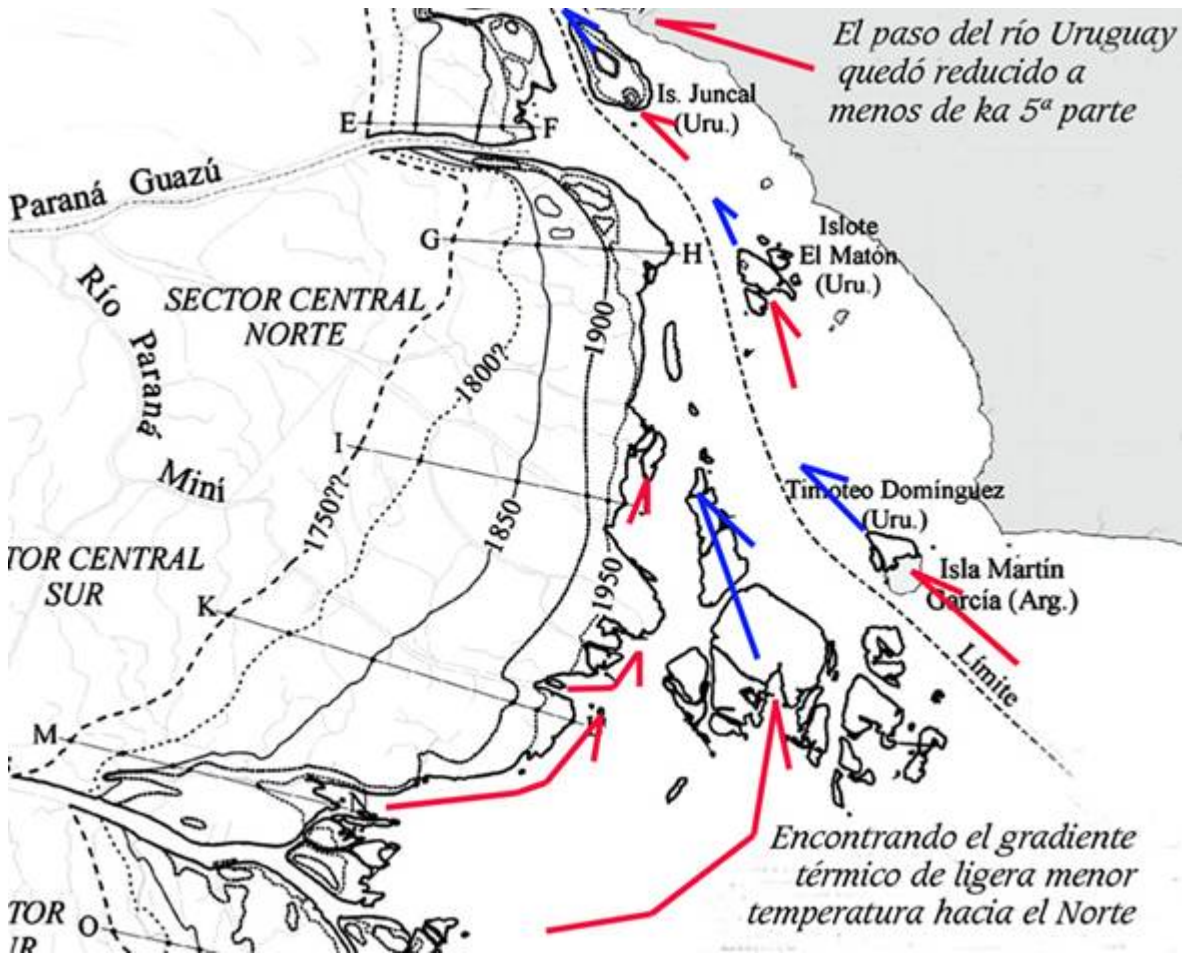 El paso del río Uruguay
quedó reducido a
menos de ka 5ª parte
Is. Juncal
(Uru.)
E
F
Paraná Guazú
Islote
El Matón
(Uru.)
G
H
Río Paraná Miní
SECTOR CENTRAL
NORTE
1900
1800?
I
1750??
1850
Timoteo Domínguez
(Uru.)
Isla Martín
García (Arg.)
TOR CENTRAL
SUR
1950
K
Límite
M
N
Encontrando el gradiente
térmico de ligera menor
temperatura hacia el Norte
TOR
UR
O